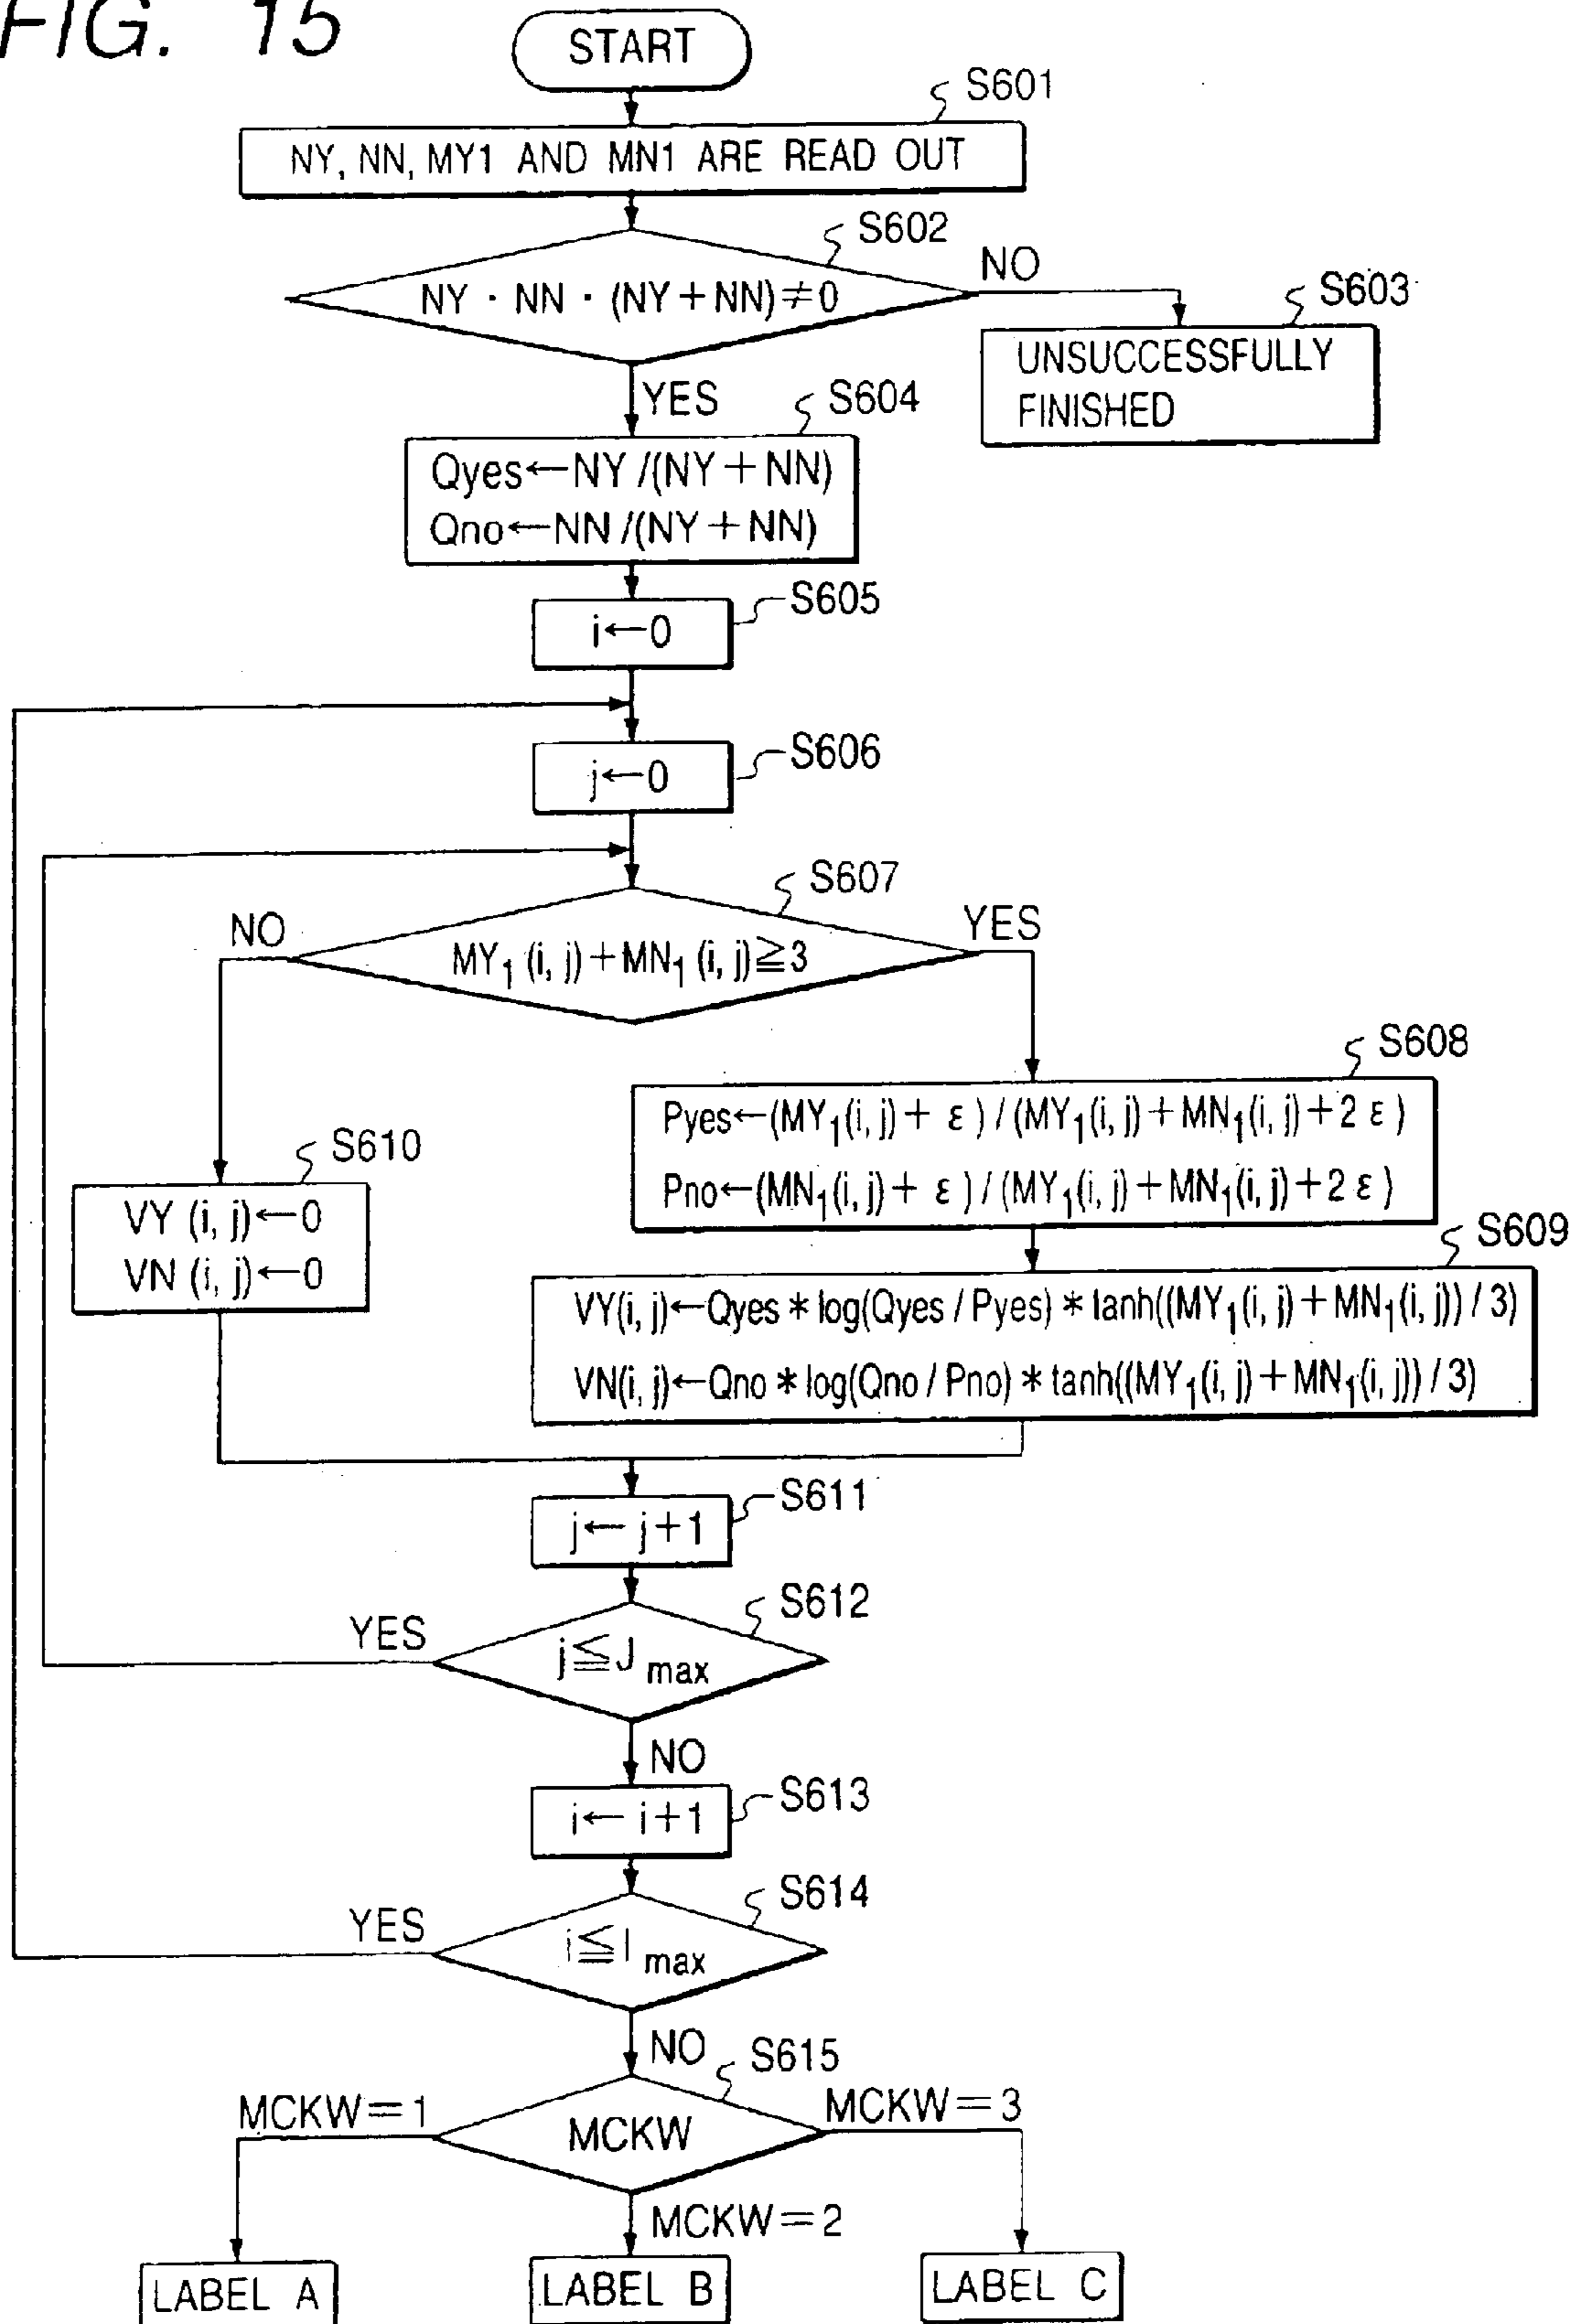 FIG. 15
START
S601
NY, NN, MY1 AND MN1 ARE READ OUT
S602
NY · NN · (NY+NN)≠0
NO
S603
UNSUCCESSFULLY
FINISHED
YES
S604
Qyes←NY/(NY+NN)
Qno←NN/(NY+NN)
S605
i←0
S606
j←0
S607
NO
YES
MY₁(i, j)+MN₁(i, j)≧3
S608
Pyes←(MY₁(i, j)+ ε)/(MY₁(i, j)+MN₁(i, j)+2 ε)
Pno←(MN₁(i, j)+ ε)/(MY₁(i, j)+MN₁(i, j)+2 ε)
S610
VY (i, j)←0
VN (i, j)←0
S609
VY(i, j)←Qyes * log(Qyes / Pyes) * tanh((MY₁(i, j)+MN₁(i, j)) / 3)
VN(i, j)←Qno * log(Qno / Pno) * tanh((MY₁(i, j)+MN₁(i, j)) / 3)
S611
j← j+1
S612
YES
j≦J max
NO
S613
i← i+1
S614
YES
i≦I max
NO
S615
MCKW=1
MCKW
MCKW=3
MCKW=2
LABEL A
LABEL B
LABEL C